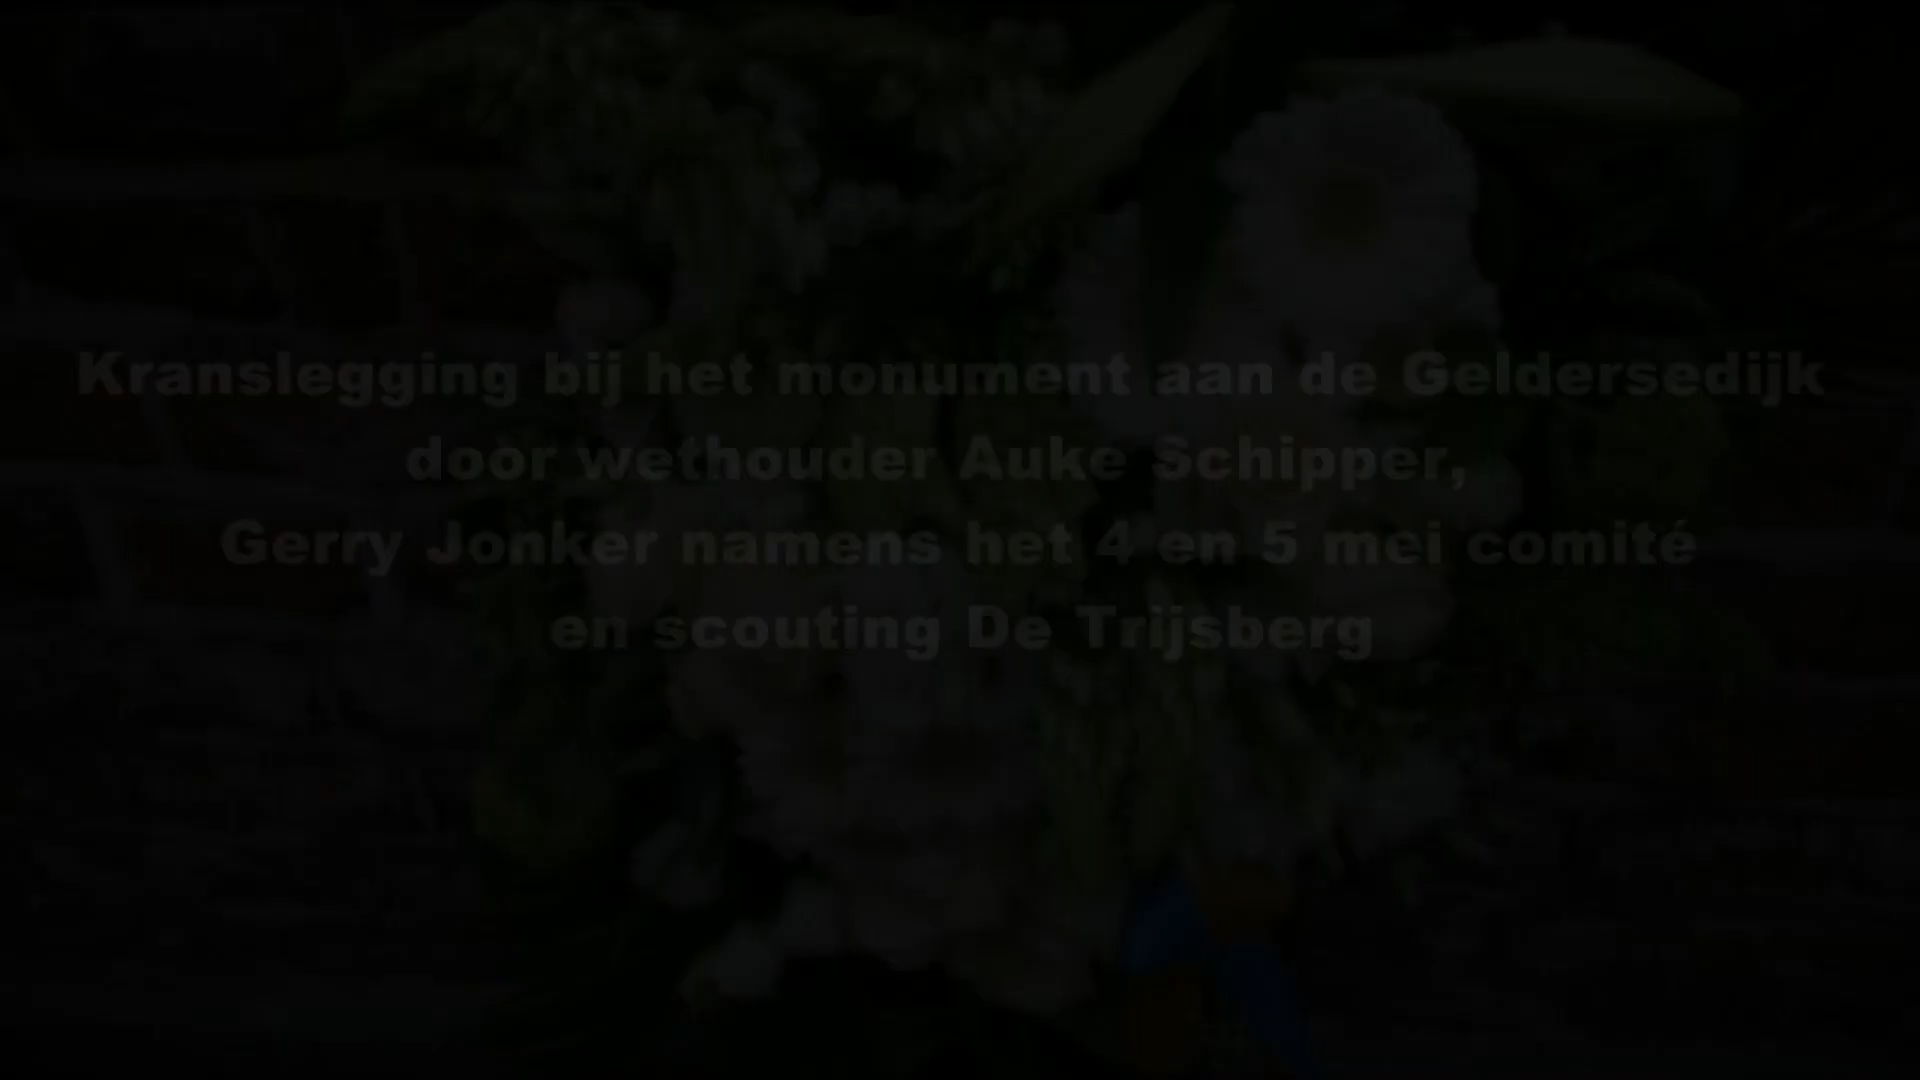 Kranslegging bij het monument aan de Geldersedijk
door wethouder Auke Schipper,
Gerry Jonker namens het 4 en 5 mei comité
en scouting De Trijsberg